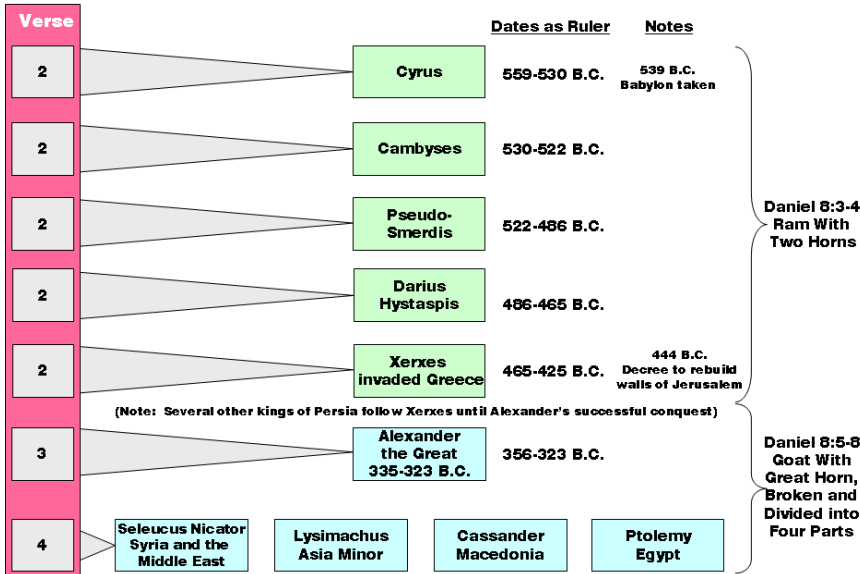 Verse
Dates as Ruler
Notes
2
Cyrus
559-530 B.C.
539 B.C.
Babylon taken
2
Cambyses
530-522 B.C.
2
Pseudo-
Smerdis
522-486 B.C.
2
Darius
Hystaspis
486-465 B.C.
2
Xerxes
invaded Greece
465-425 B.C.
444 B.C.
Decree to rebuild
walls of Jerusalem
Daniel 8:3-4
Ram With
Two Horns
(Note: Several other kings of Persia follow Xerxes until Alexander's successful conquest)
3
Alexander
the Great
335-323 B.C.
356-323 B.C.
4
Seleucus Nicator
Syria and the
Middle East
Lysimachus
Asia Minor
Cassander
Macedonia
Ptolemy
Egypt
Daniel 8:5-8
Goat With
Great Horn,
Broken and
Divided into
Four Parts